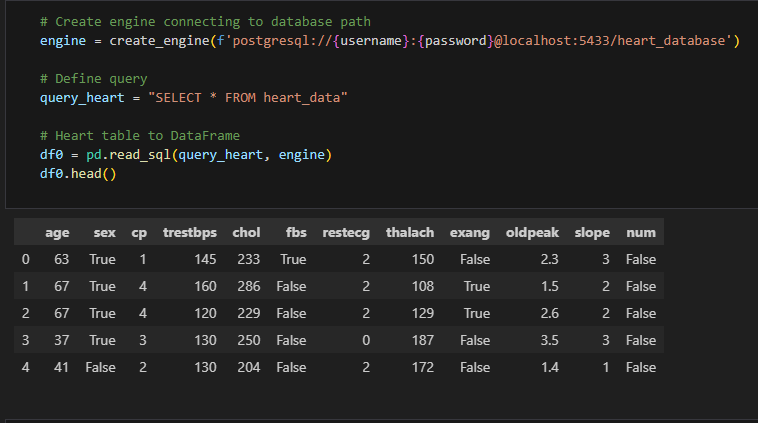 # Create engine connecting to database path
engine = create_engine(f'postgresql://{username}:{password}@localhost:5433/heart_database')
# Define query
query_heart = "SELECT * FROM heart_data"
# Heart table to DataFrame
df0 = pd.read_sql(query_heart, engine)
df0.head()
age sex cp trestbps chol fbs restecg thalach exang oldpeak slope num
0 63 True 1 145 233 True 2 150 False 2.3 3 False
1 67 True 4 160 286 False 2 108 True 1.5 2 False
2 67 True 4 120 229 False 2 129 True 2.6 2 False
3 37 True 3 130 250 False 0 187 False 3.5 3 False
4 41 False 2 130 204 False 2 172 False 1.4 1 False